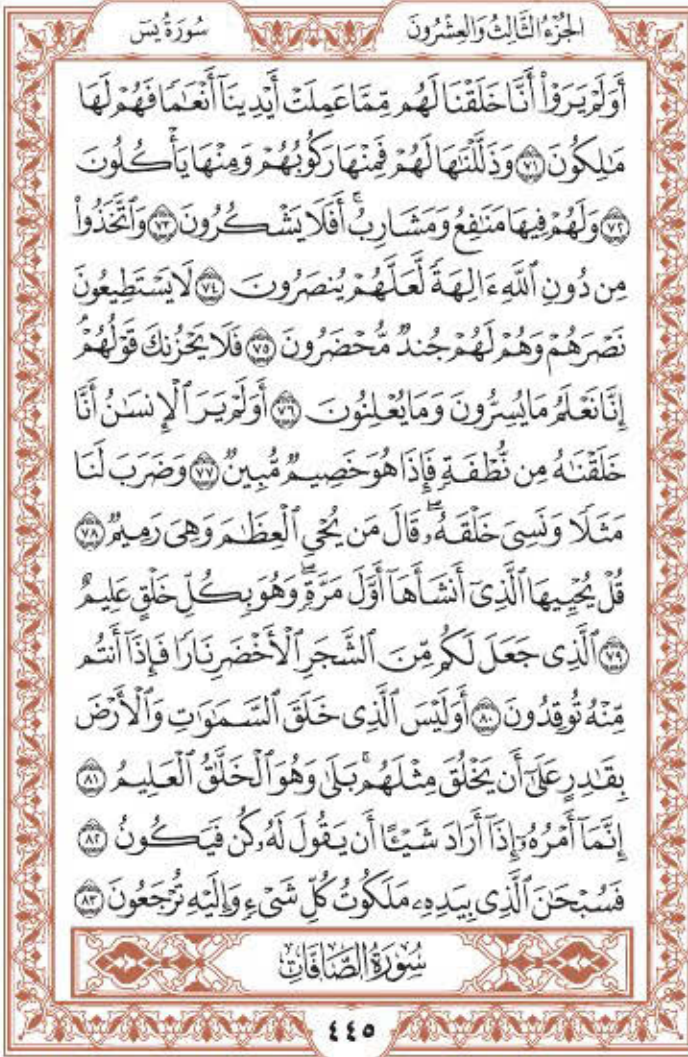 الجُزْءُ الثَّالِثُ وَالعِشْرُونَ
سُورَةُ يسٓ
أَوَلَمْ يَرَوْاْ أَنَّا خَلَقْنَا لَهُم مِّمَّا عَمِلَتْ أَيْدِينَآ أَنْعَٰمًا فَهُمْ لَهَا
مَٰلِكُونَ ۝٧١ وَذَلَّلْنَٰهَا لَهُمْ فَمِنْهَا رَكُوبُهُمْ وَمِنْهَا يَأْكُلُونَ
۝٧٢ وَلَهُمْ فِيهَا مَنَٰفِعُ وَمَشَارِبُۚ أَفَلَا يَشْكُرُونَ ۝٧٣ وَٱتَّخَذُواْ
مِن دُونِ ٱللَّهِ ءَالِهَةً لَّعَلَّهُمْ يُنصَرُونَ ۝٧٤ لَا يَسْتَطِيعُونَ
نَصْرَهُمْ وَهُمْ لَهُمْ جُندٌ مُّحْضَرُونَ ۝٧٥ فَلَا يَحْزُنكَ قَوْلُهُمْۘ
إِنَّا نَعْلَمُ مَا يُسِرُّونَ وَمَا يُعْلِنُونَ ۝٧٦ أَوَلَمْ يَرَ ٱلْإِنسَٰنُ أَنَّا
خَلَقْنَٰهُ مِن نُّطْفَةٍ فَإِذَا هُوَ خَصِيمٌ مُّبِينٌ ۝٧٧ وَضَرَبَ لَنَا
مَثَلًا وَنَسِىَ خَلْقَهُۥۖ قَالَ مَن يُحْىِ ٱلْعِظَٰمَ وَهِىَ رَمِيمٌ ۝٧٨
قُلْ يُحْيِيهَا ٱلَّذِىٓ أَنشَأَهَآ أَوَّلَ مَرَّةٍۖ وَهُوَ بِكُلِّ خَلْقٍ عَلِيمٌ
۝٧٩ ٱلَّذِى جَعَلَ لَكُم مِّنَ ٱلشَّجَرِ ٱلْأَخْضَرِ نَارًا فَإِذَآ أَنتُم
مِّنْهُ تُوقِدُونَ ۝٨٠ أَوَلَيْسَ ٱلَّذِى خَلَقَ ٱلسَّمَٰوَٰتِ وَٱلْأَرْضَ
بِقَٰدِرٍ عَلَىٰٓ أَن يَخْلُقَ مِثْلَهُمۚ بَلَىٰ وَهُوَ ٱلْخَلَّٰقُ ٱلْعَلِيمُ ۝٨١
إِنَّمَآ أَمْرُهُۥٓ إِذَآ أَرَادَ شَيْـًٔا أَن يَقُولَ لَهُۥ كُن فَيَكُونُ ۝٨٢
فَسُبْحَٰنَ ٱلَّذِى بِيَدِهِۦ مَلَكُوتُ كُلِّ شَىْءٍ وَإِلَيْهِ تُرْجَعُونَ ۝٨٣
سُورَةُ الصَّافَّاتِ
٤٤٥